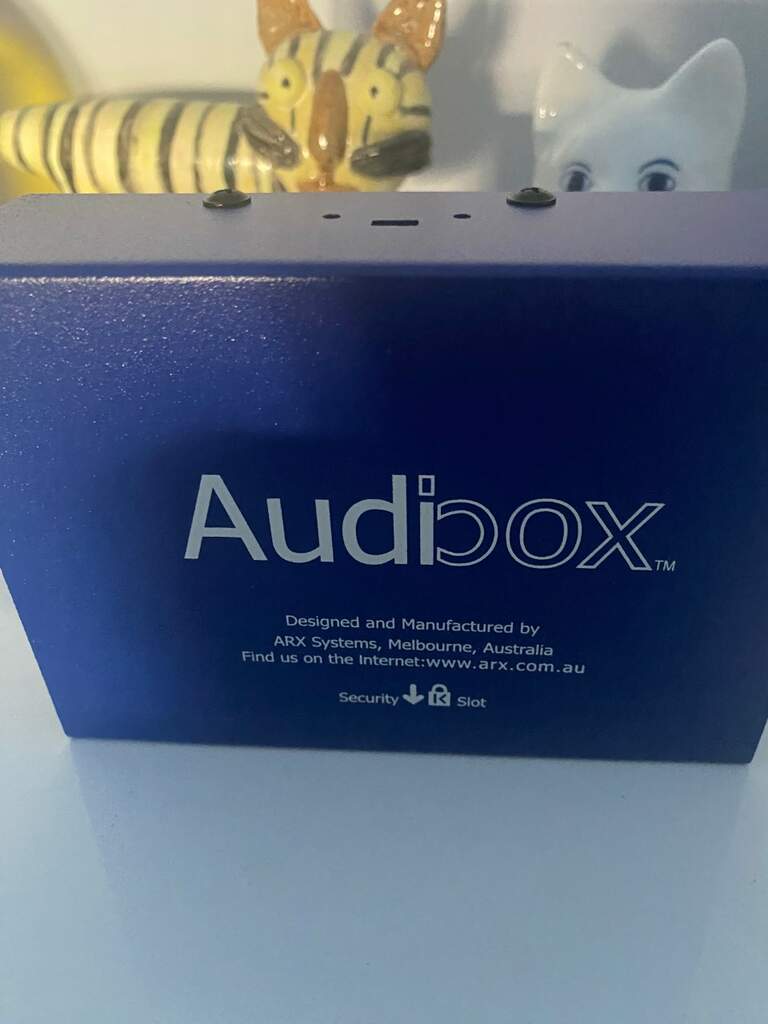 Audibox™
Designed and Manufactured by
ARX Systems, Melbourne, Australia
Find us on the Internet:www.arx.com.au
Security K Slot